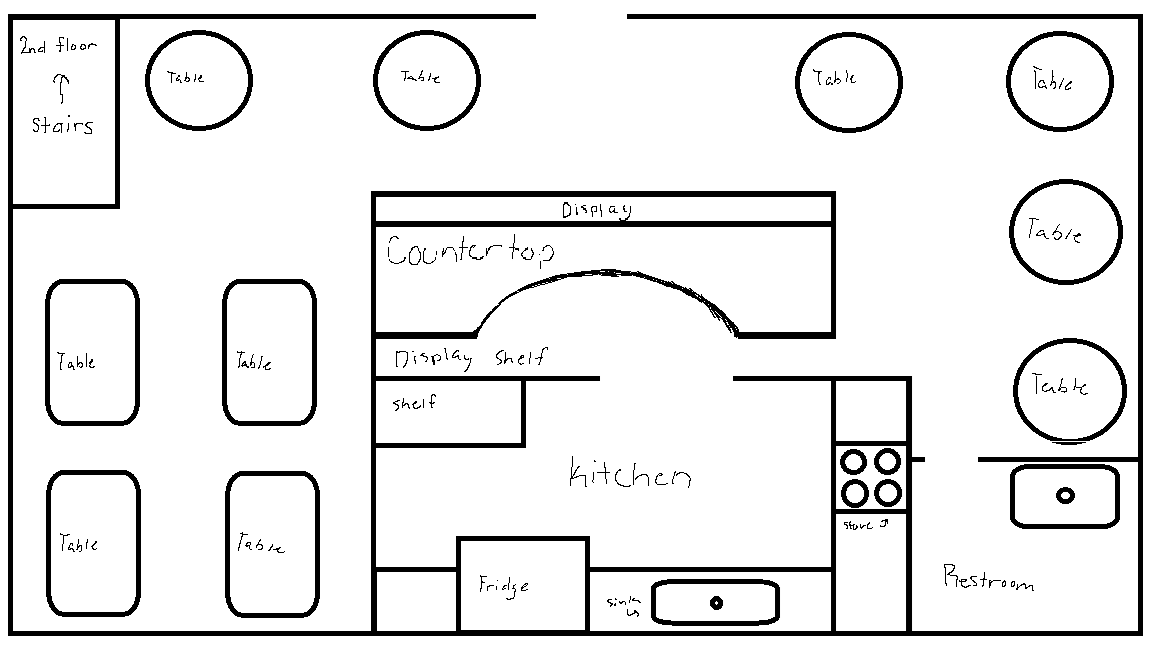 2nd floor
Stairs
Table
Table
Table
Table
Display
Countertop
Table
Display Shelf
Table
Table
Table
Shelf
Kitchen
Stove
Table
Table
Fridge
Sink
Restroom